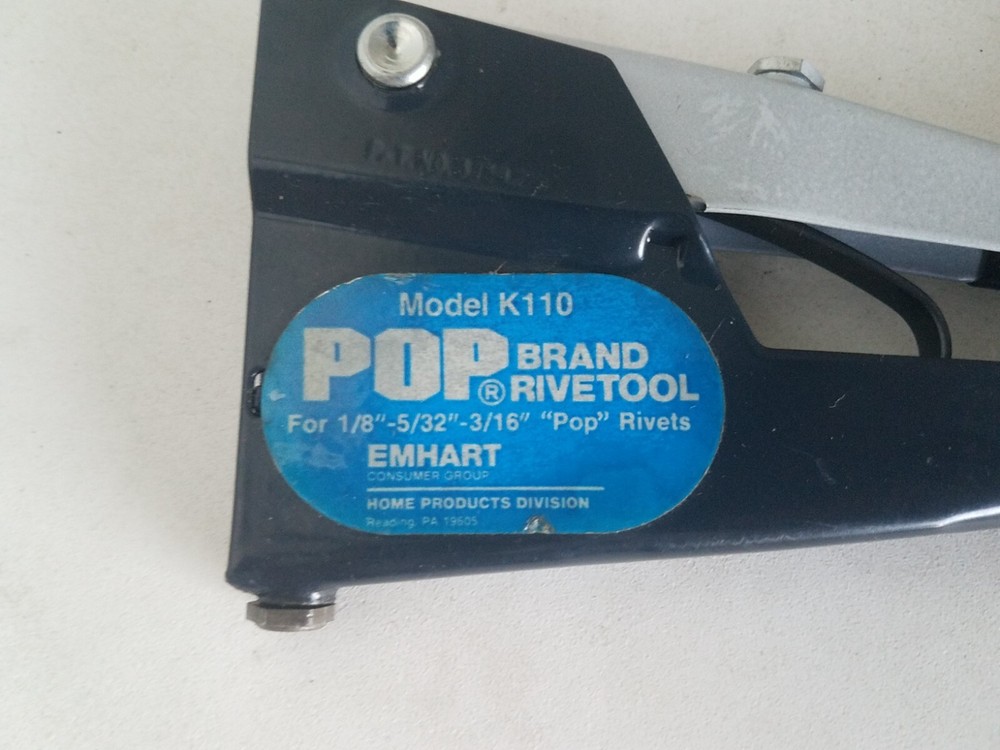 Model K110
POP® BRAND
RIVETOOL
For 1/8"-5/32"-3/16" "Pop" Rivets
EMHART
CONSUMER GROUP
HOME PRODUCTS DIVISION
Reading, PA 19605